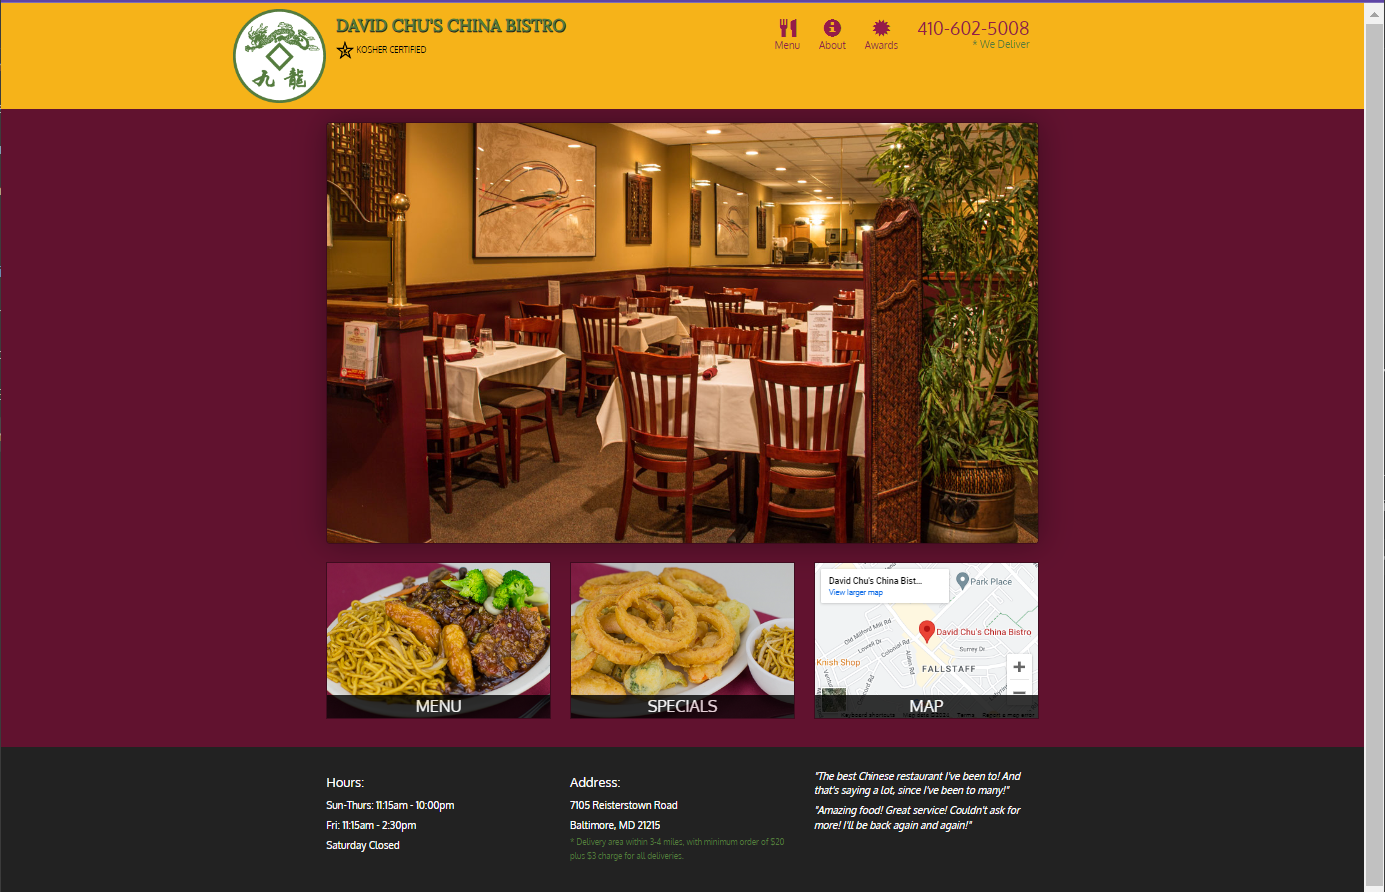 DAVID CHU'S CHINA BISTRO
KOSHER CERTIFIED
九 龍
Menu
About
Awards
410-602-5008
* We Deliver
David Chu's China Bist...
View larger map
Park Place
Old Milford Mill Rd
Lowell Dr
Colonial Rd
David Chu's China Bistro
Surrey Dr
Knish Shop
FALLSTAFF
MENU
SPECIALS
MAP
Keyboard shortcuts
Terms
Report a map error
Hours:
Sun-Thurs: 11:15am - 10:00pm
Fri: 11:15am - 2:30pm
Saturday Closed
Address:
7105 Reisterstown Road
Baltimore, MD 21215
* Delivery area within 3-4 miles, with minimum order of $20
plus $3 charge for all deliveries.
"The best Chinese restaurant I've been to! And
that's saying a lot, since I've been to many!"
"Amazing food! Great service! Couldn't ask for
more! I'll be back again and again!"